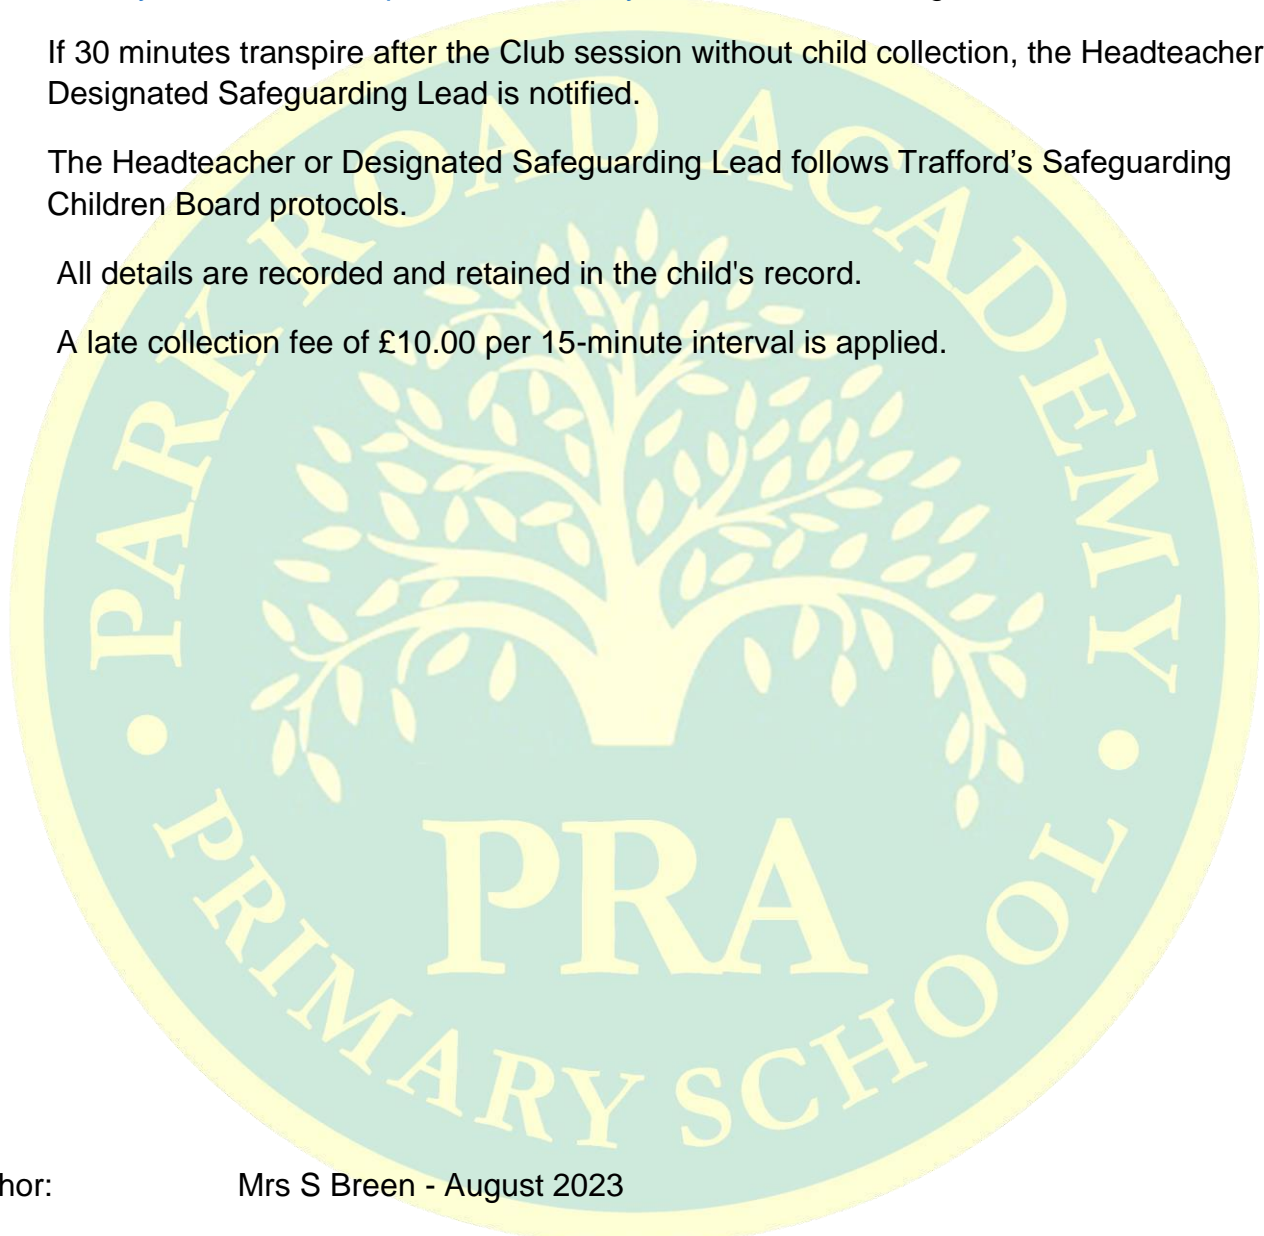 If 30 minutes transpire after the Club session without child collection, the Headteacher
Designated Safeguarding Lead is notified.
The Headteacher or Designated Safeguarding Lead follows Trafford’s Safeguarding
Children Board protocols.
All details are recorded and retained in the child's record.
A late collection fee of £10.00 per 15-minute interval is applied.
• PARK ROAD ACADEMY •
PRA
PRIMARY SCHOOL
hor: Mrs S Breen - August 2023